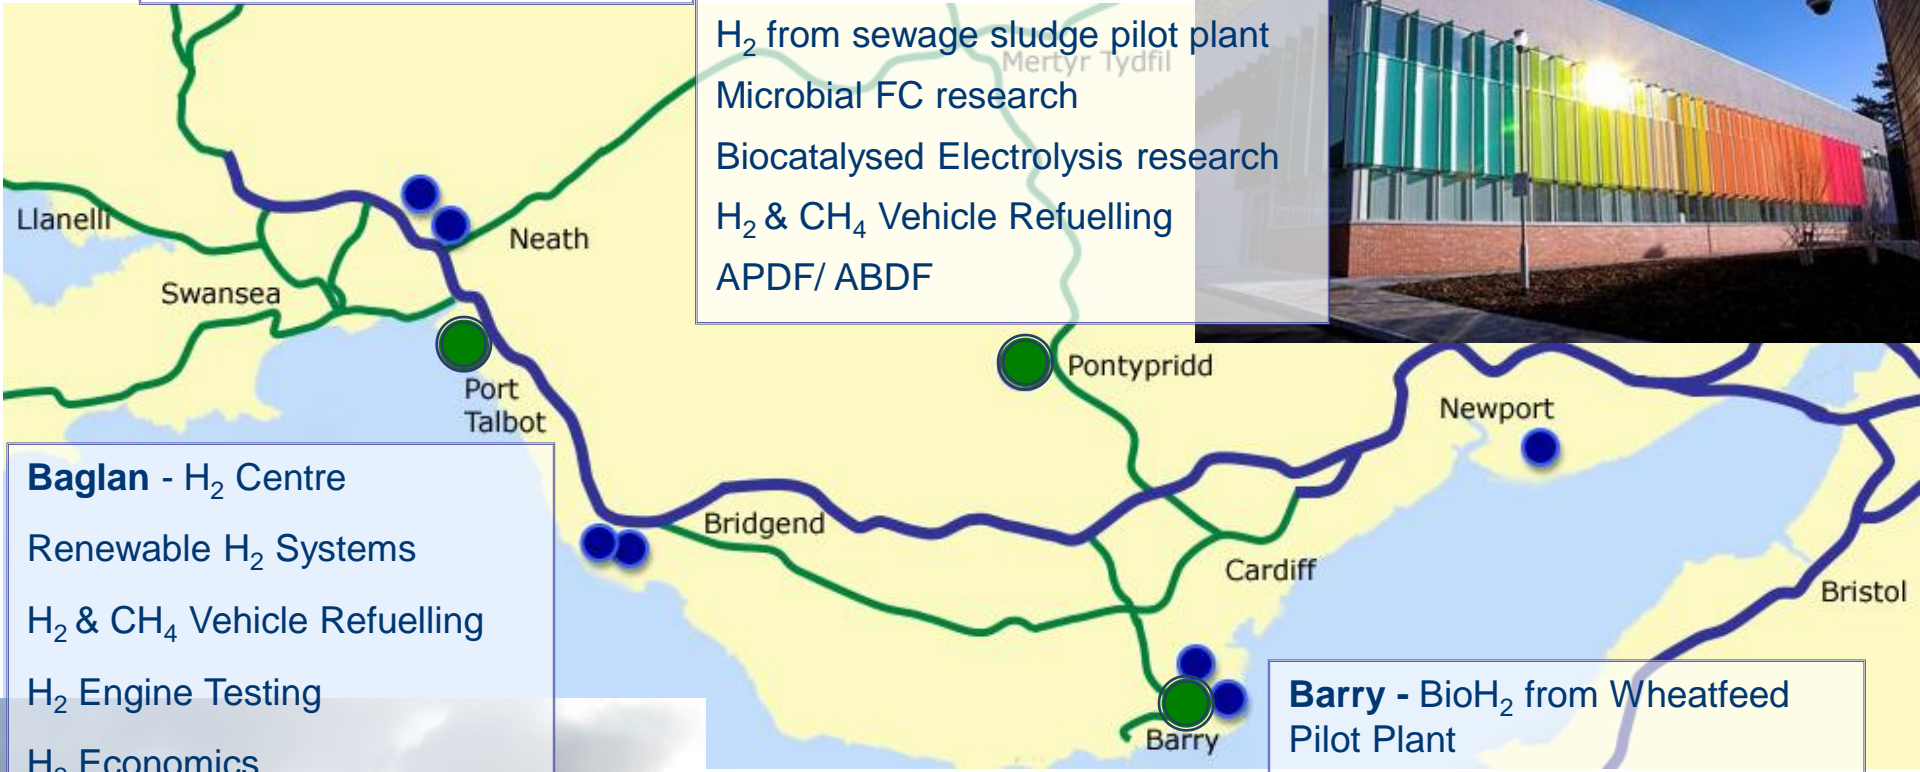 H₂ from sewage sludge pilot plant
Mertyr Tydfil
Microbial FC research
Biocatalysed Electrolysis research
H₂ & CH₄ Vehicle Refuelling
APDF/ ABDF
Llanelli
Neath
Swansea
Port
Talbot
Pontypridd
Newport
Baglan - H₂ Centre
Renewable H₂ Systems
H₂ & CH₄ Vehicle Refuelling
H₂ Engine Testing
H₂ Economics
Bridgend
Cardiff
Bristol
Barry
Barry - BioH₂ from Wheatfeed
Pilot Plant